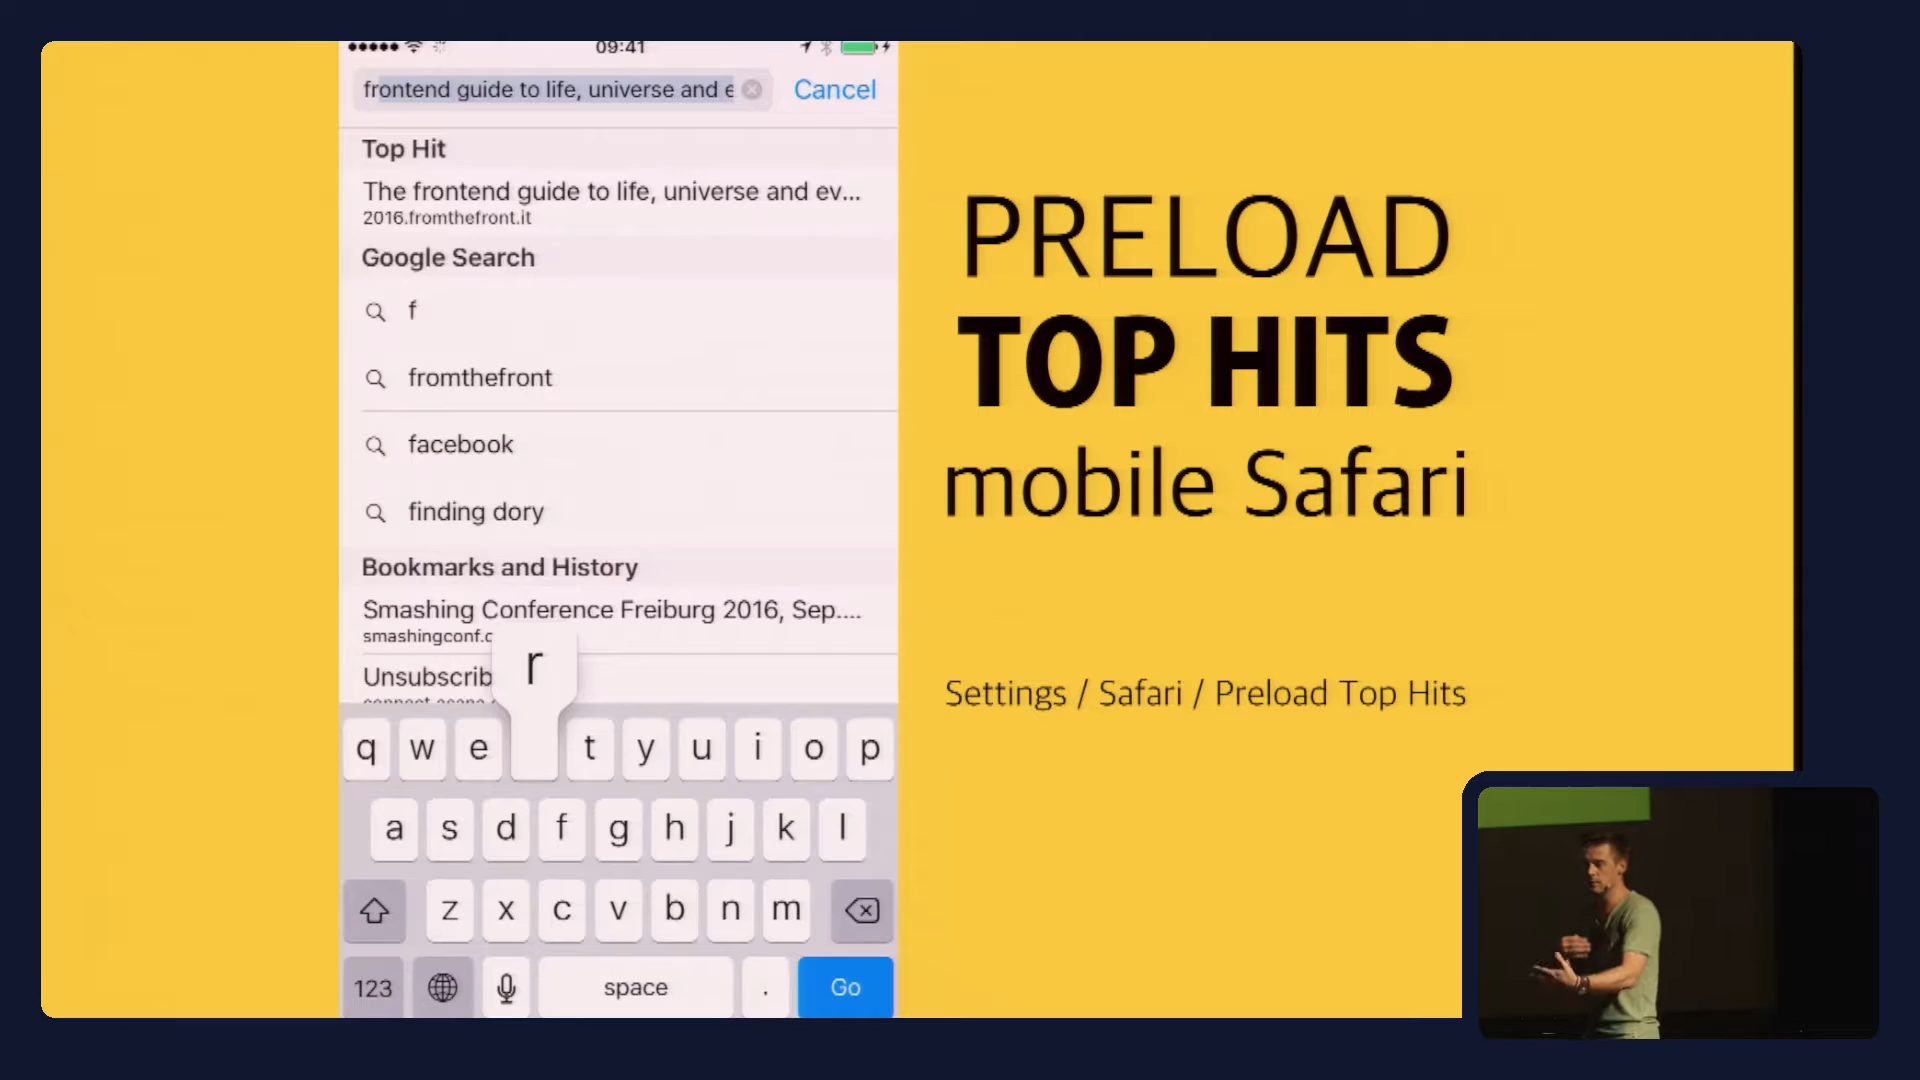 09:41
frontend guide to life, universe and e
Cancel
Top Hit
The frontend guide to life, universe and ev...
2016.fromthefront.it
Google Search
f
fromthefront
facebook
finding dory
Bookmarks and History
Smashing Conference Freiburg 2016, Sep....
smashingconf.c
Unsubscrib
r
q w e t y u i o p
a s d f g h j k l
z x c v b n m
123 space . Go
PRELOAD
TOP HITS
mobile Safari
Settings / Safari / Preload Top Hits